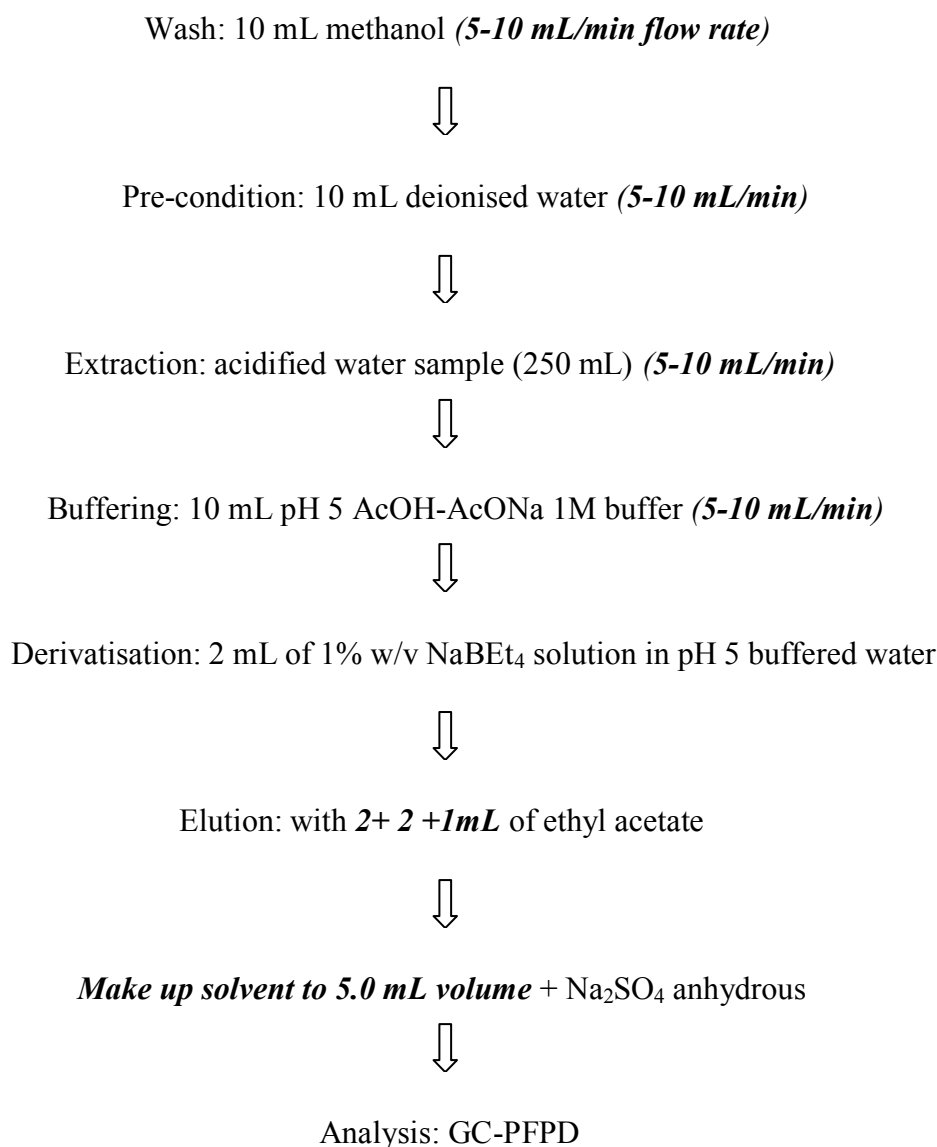 Wash: 10 mL methanol (5-10 mL/min flow rate)
Pre-condition: 10 mL deionised water (5-10 mL/min)
Extraction: acidified water sample (250 mL) (5-10 mL/min)
Buffering: 10 mL pH 5 AcOH-AcONa 1M buffer (5-10 mL/min)
Derivatisation: 2 mL of 1% w/v NaBEt₄ solution in pH 5 buffered water
Elution: with 2+ 2 +1mL of ethyl acetate
Make up solvent to 5.0 mL volume + Na₂SO₄ anhydrous
Analysis: GC-PFPD